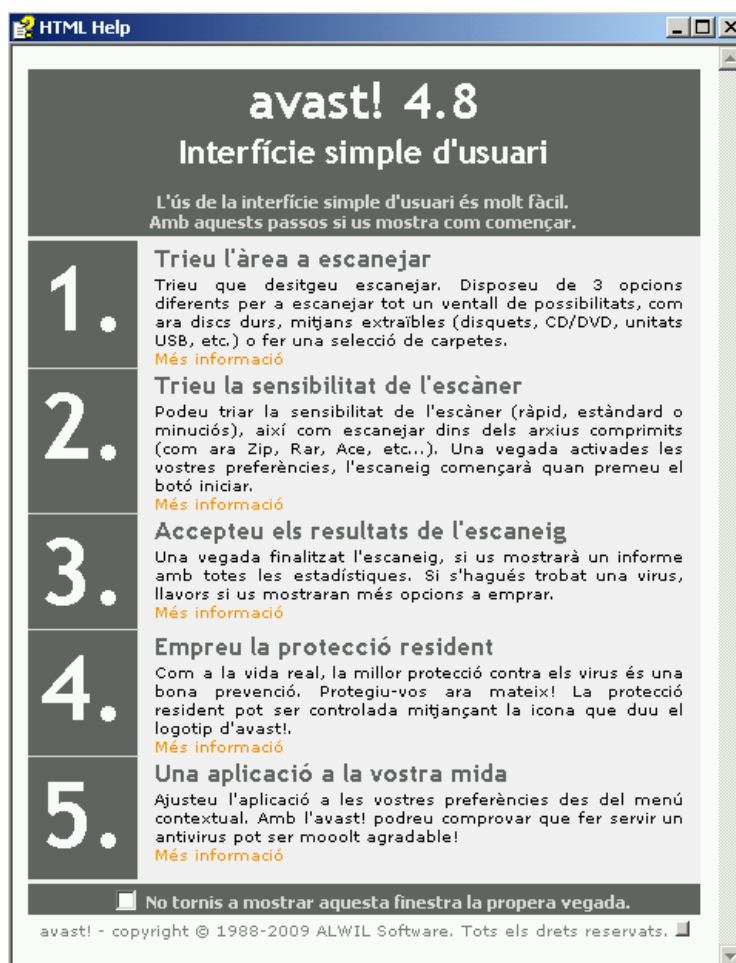 HTML Help
avast! 4.8
Interfície simple d'usuari
L'ús de la interfície simple d'usuari és molt fàcil.
Amb aquests passos si us mostra com començar.
1.
Trieu l'àrea a escanejar
Trieu que desitgeu escanejar. Disposeu de 3 opcions
diferents per a escanejar tot un ventall de possibilitats, com
ara discs durs, mitjans extraïbles (disquets, CD/DVD, unitats
USB, etc.) o fer una selecció de carpetes.
Més informació
2.
Trieu la sensibilitat de l'escàner
Podeu triar la sensibilitat de l'escàner (ràpid, estàndard o
minuciós), així com escanejar dins dels arxius comprimits
(com ara Zip, Rar, Ace, etc...). Una vegada activades les
vostres preferències, l'escaneig començarà quan premeu el
botó iniciar.
Més informació
3.
Accepteu els resultats de l'escaneig
Una vegada finalitzat l'escaneig, si us mostrarà un informe
amb totes les estadístiques. Si s'hagués trobat una virus,
llavors si us mostraran més opcions a emprar.
Més informació
4.
Empreu la protecció resident
Com a la vida real, la millor protecció contra els virus és una
bona prevenció. Protegiu-vos ara mateix! La protecció
resident pot ser controlada mitjançant la icona que duu el
logotip d'avast!.
Més informació
5.
Una aplicació a la vostra mida
Ajusteu l'aplicació a les vostres preferències des del menú
contextual. Amb l'avast! podreu comprovar que fer servir un
antivirus pot ser mooolt agradable!
Més informació
No tornis a mostrar aquesta finestra la propera vegada.
avast! - copyright © 1988-2009 ALWIL Software. Tots els drets reservats.